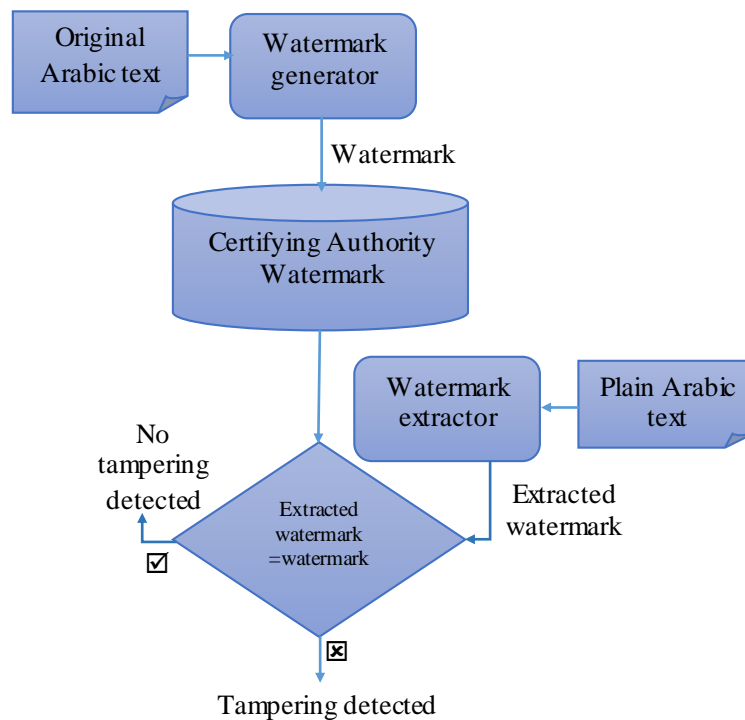 Original
Arabic text
Watermark
generator
Watermark
Certifying Authority
Watermark
Watermark
extractor
Plain Arabic
text
No
tampering
detected
Extracted
watermark
Extracted
watermark
=watermark
☑
☒
Tampering detected